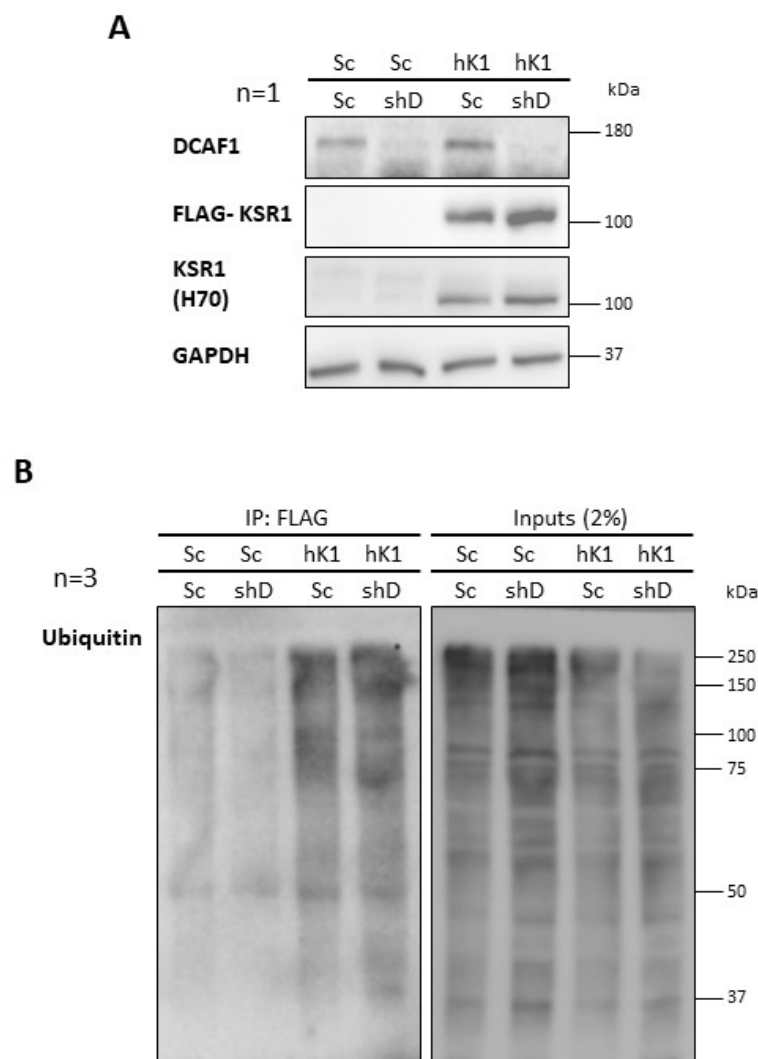 A
Sc Sc hK1 hK1
n=1 Sc shD Sc shD kDa
DCAF1 180
FLAG- KSR1 100
KSR1
(H70) 100
GAPDH 37
B
IP: FLAG Inputs (2%)
Sc Sc hK1 hK1 Sc Sc hK1 hK1
n=3 Sc shD Sc shD Sc shD Sc shD kDa
Ubiquitin 250
150
100
75
50
37